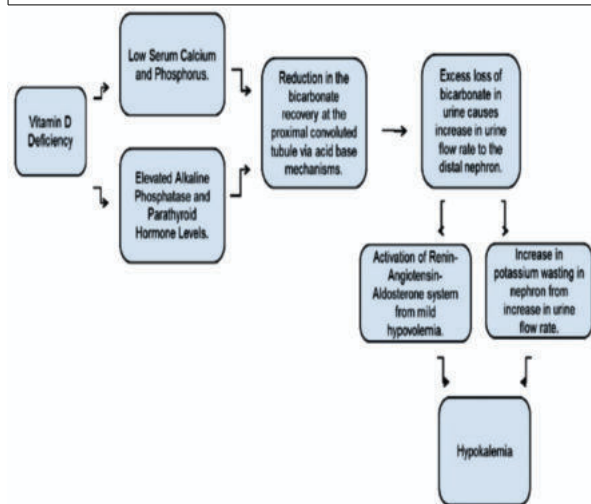 Low Serum Calcium
and Phosphorus.
Vitamin D
Deficiency
Elevated Alkaline
Phosphatase and
Parathyroid
Hormone Levels.
Reduction in the
bicarbonate
recovery at the
proximal convoluted
tubule via acid base
mechanisms.
Excess loss of
bicarbonate in
urine causes
increase in urine
flow rate to the
distal nephron.
Activation of Renin-
Angiotensin-
Aldosterone system
from mild
hypovolemia.
Increase in
potassium wasting in
nephron from
increase in urine
flow rate.
Hypokalemia